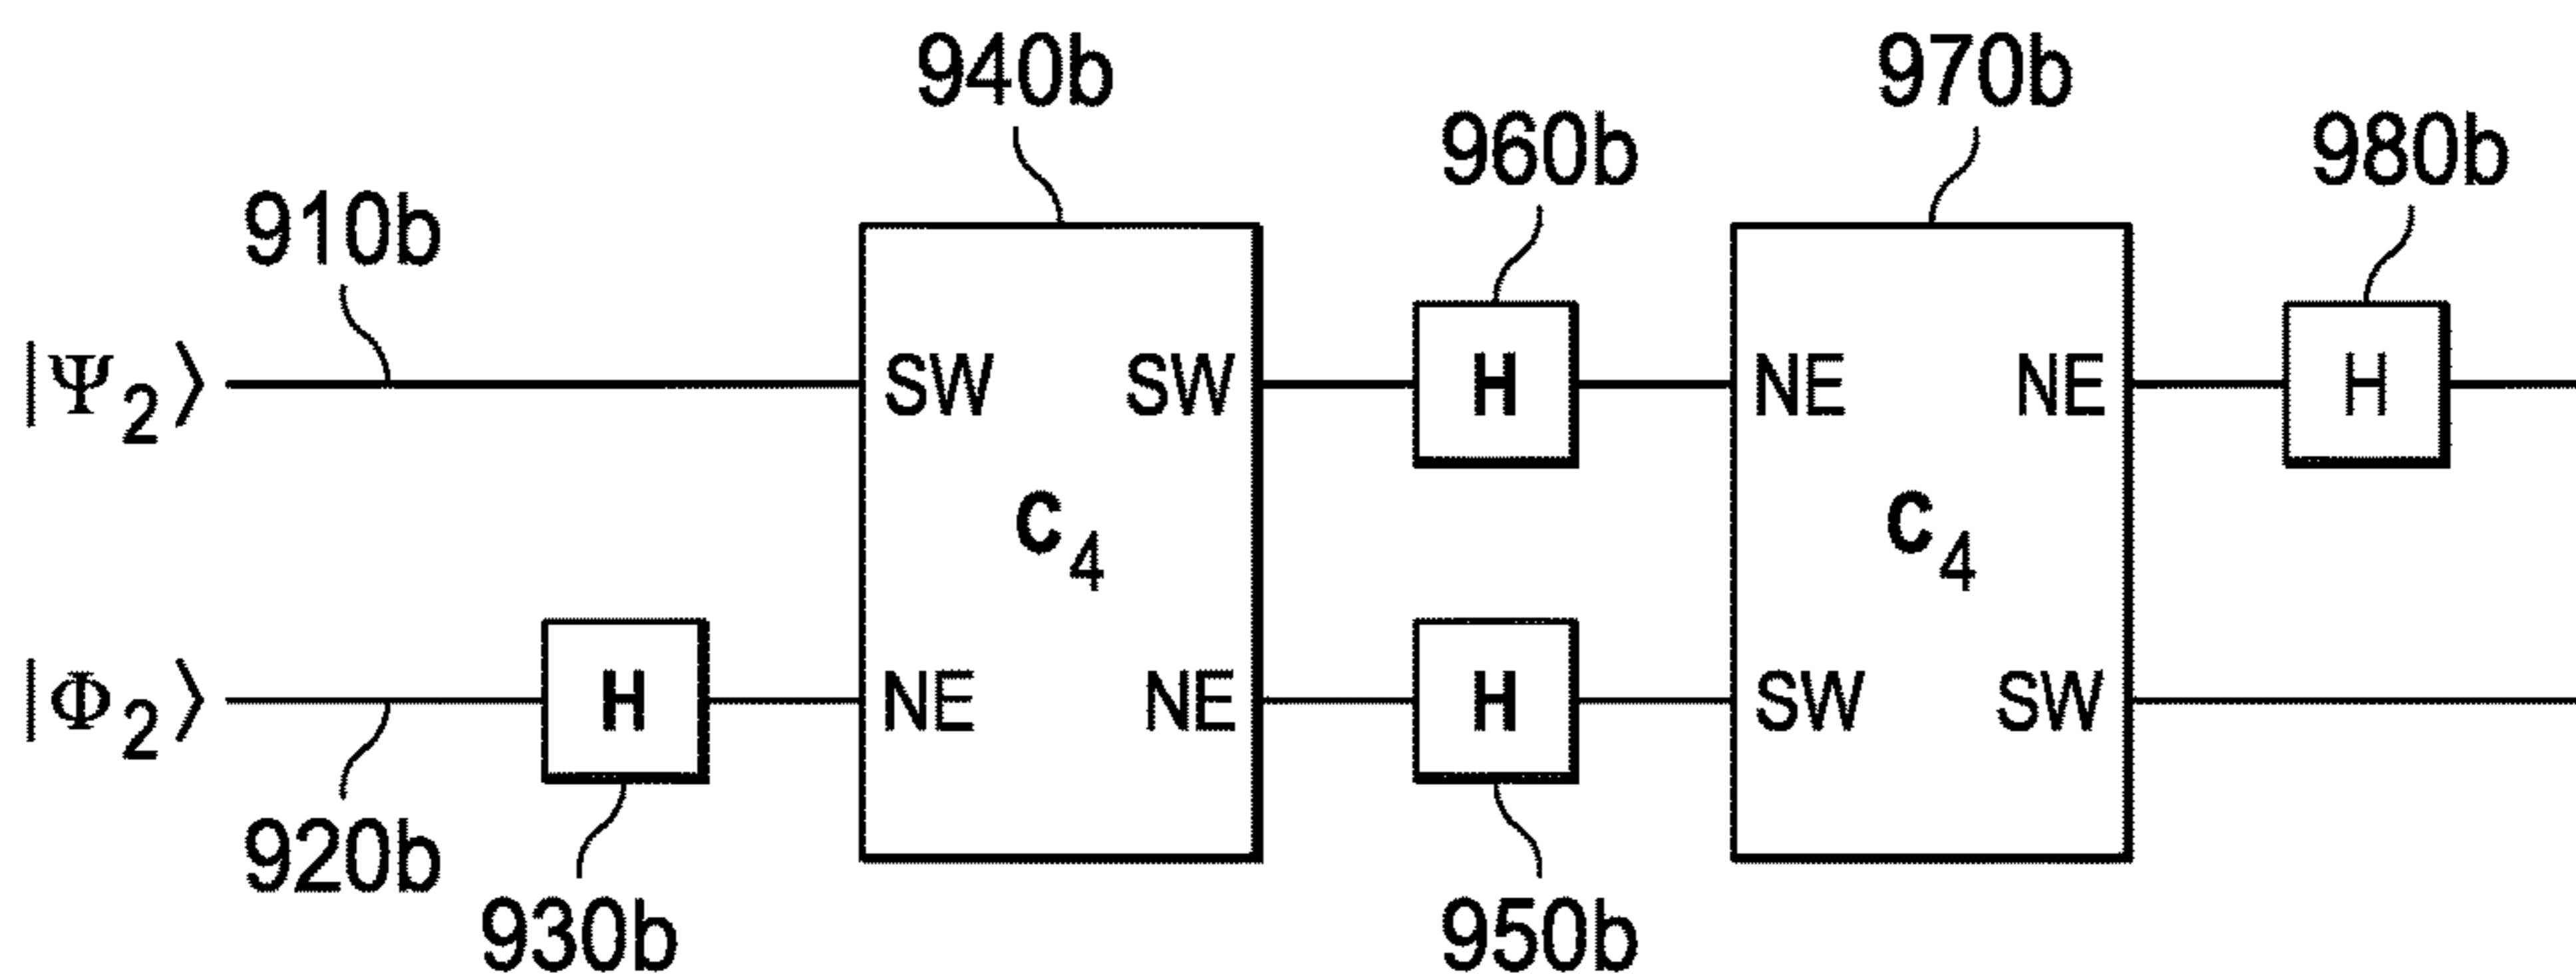 940b 970b
960b 980b
910b
|Ψ2⟩ SW SW H NE NE H
C4 C4
|Φ2⟩ H NE NE H SW SW
920b
930b 950b